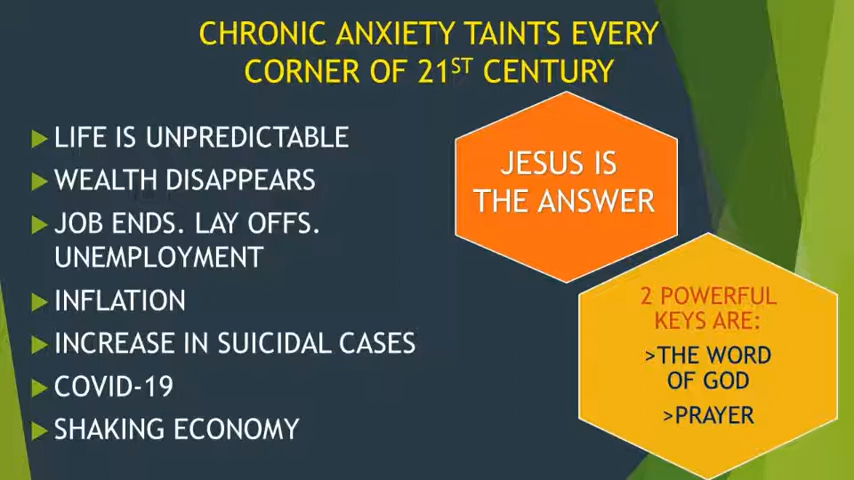 CHRONIC ANXIETY TAINTS EVERY
CORNER OF 21ST CENTURY
LIFE IS UNPREDICTABLE
WEALTH DISAPPEARS
JOB ENDS. LAY OFFS.
UNEMPLOYMENT
INFLATION
INCREASE IN SUICIDAL CASES
COVID-19
SHAKING ECONOMY
JESUS IS
THE ANSWER
2 POWERFUL
KEYS ARE:
>THE WORD
OF GOD
>PRAYER